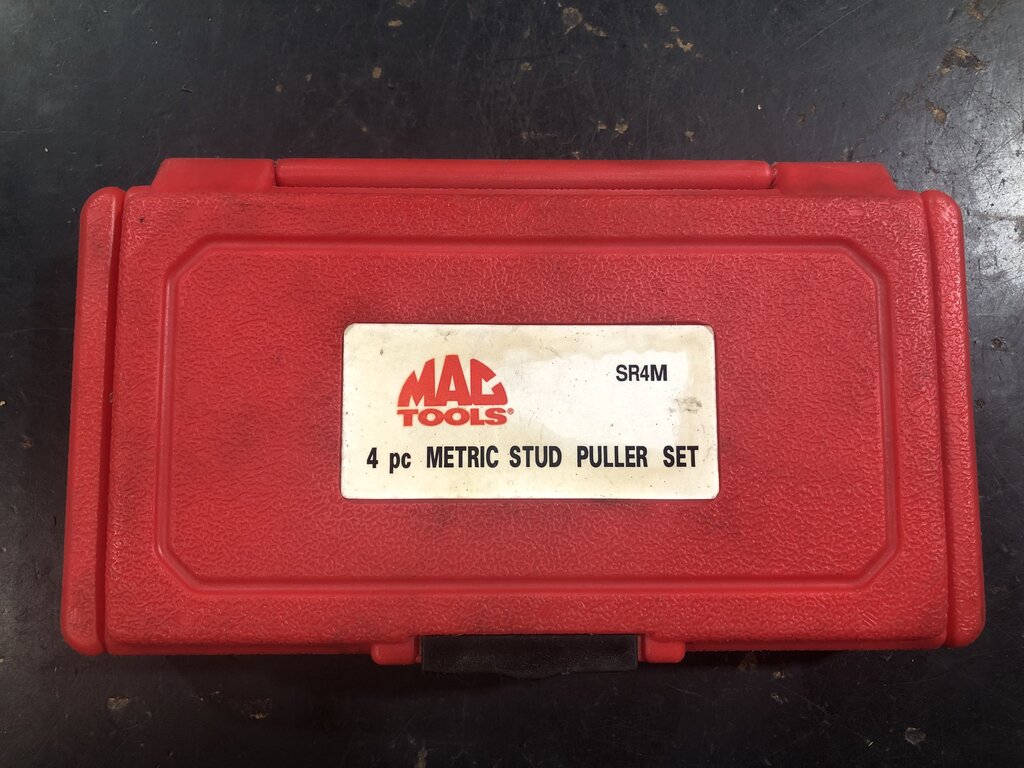 MAC
TOOLS®
SR4M
4 pc METRIC STUD PULLER SET